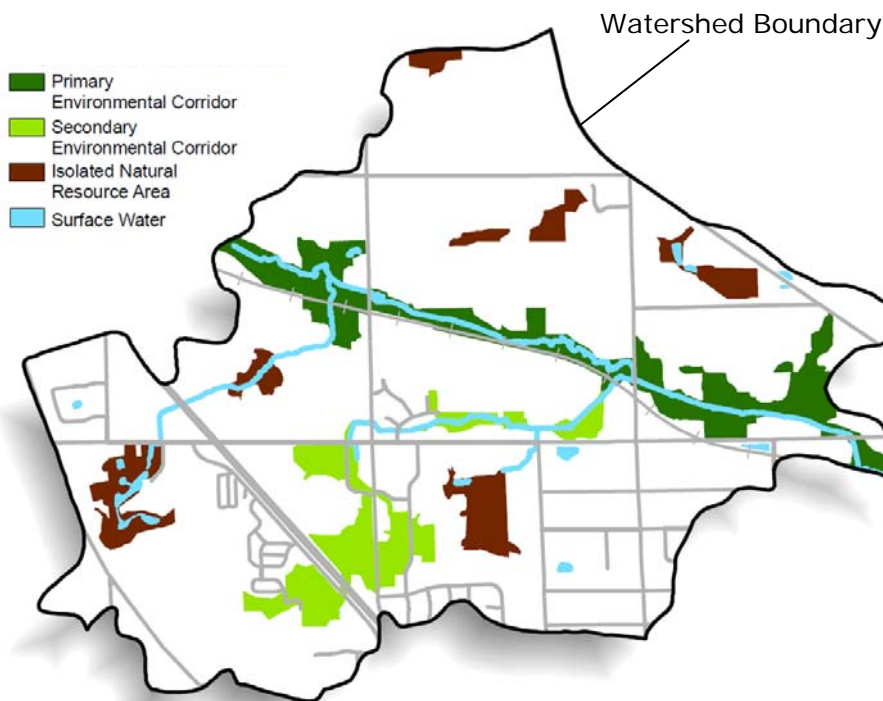 Watershed Boundary
Primary
Environmental Corridor
Secondary
Environmental Corridor
Isolated Natural
Resource Area
Surface Water